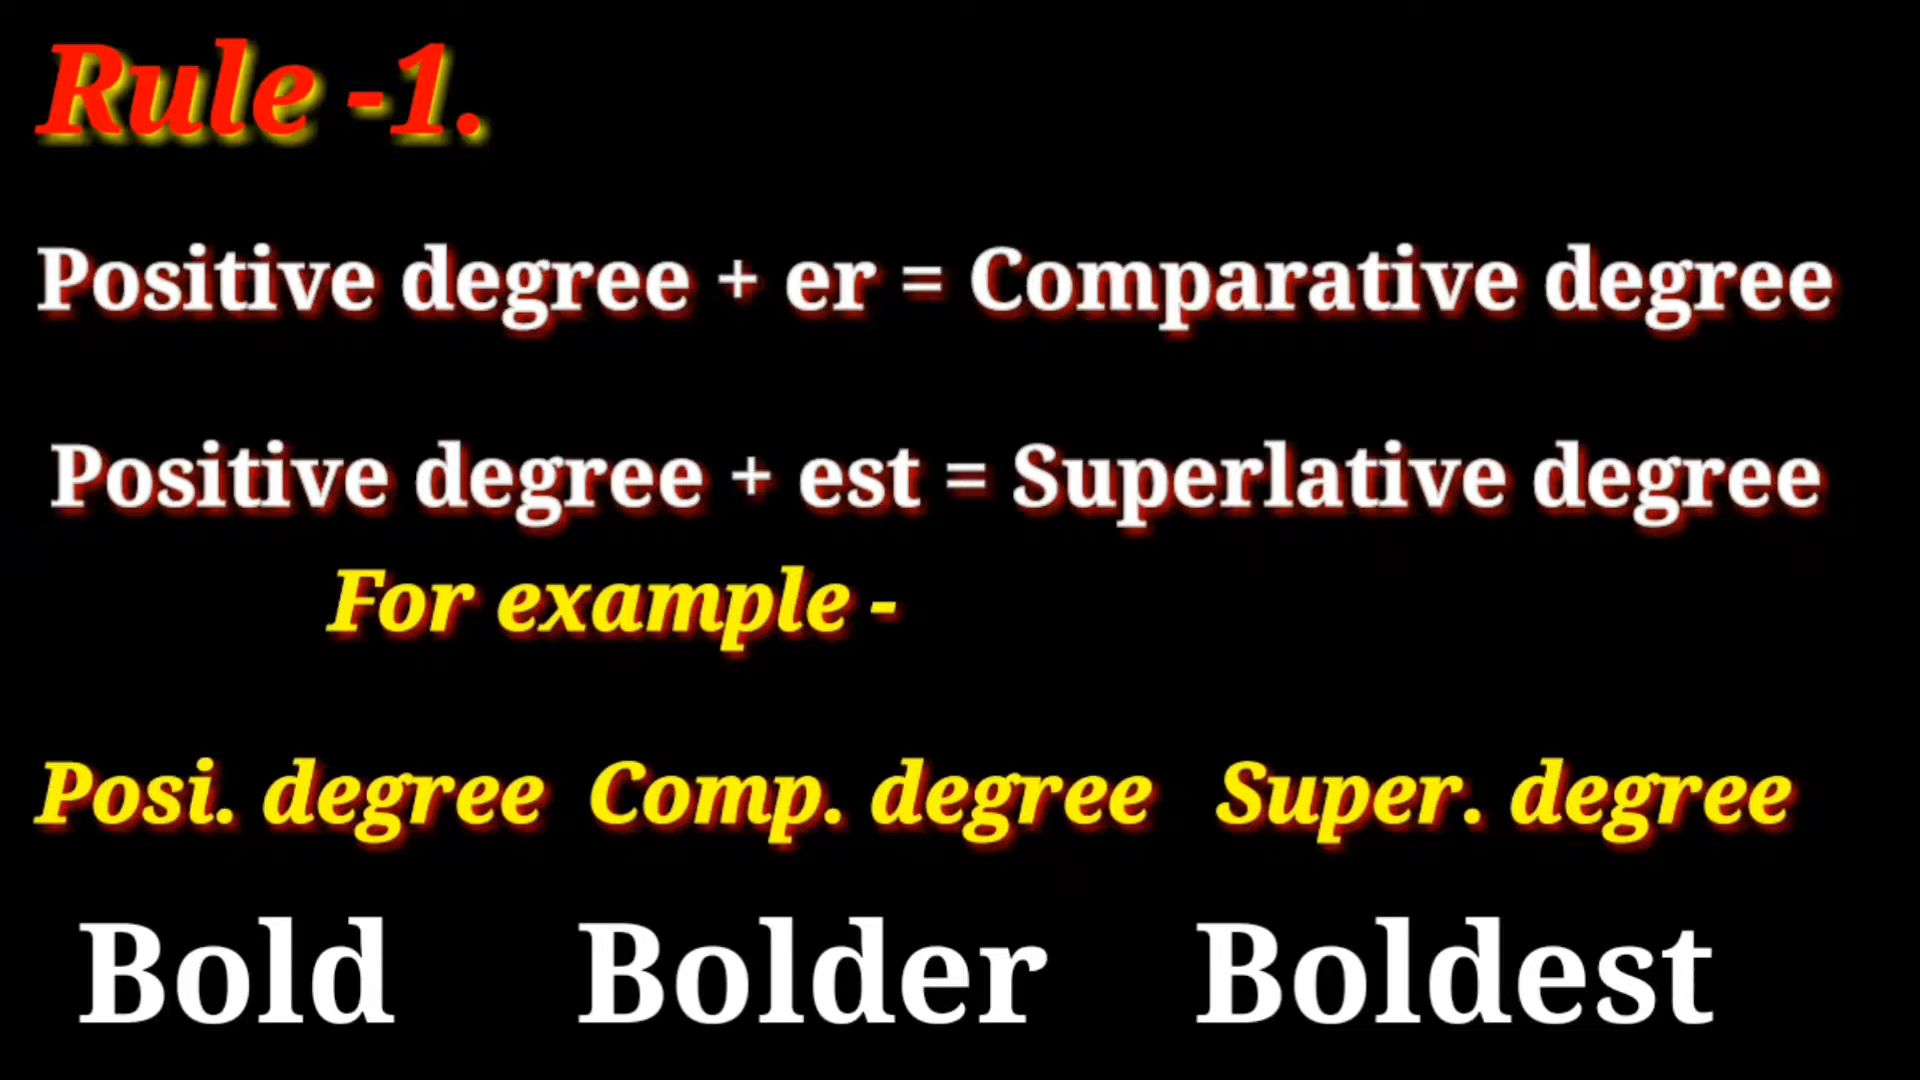 Rule -1.
Positive degree + er = Comparative degree
Positive degree + est = Superlative degree
For example -
Posi. degree Comp. degree Super. degree
Bold Bolder Boldest